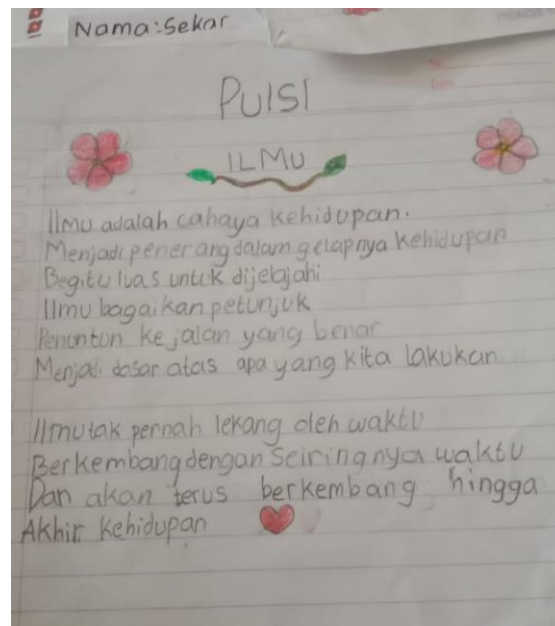 Nama: Sekar
PUISI
ILMU
Ilmu adalah cahaya kehidupan.
Menjadi penerang dalam gelapnya kehidupan
Begitu luas untuk dijelajahi
Ilmu bagaikan petunjuk
Penuntun ke jalan yang benar
Menjadi dasar atas apa yang kita lakukan
Ilmu tak pernah lekang oleh waktu
Berkembang dengan Seiringnya waktu
Dan akan terus berkembang hingga
Akhir kehidupan